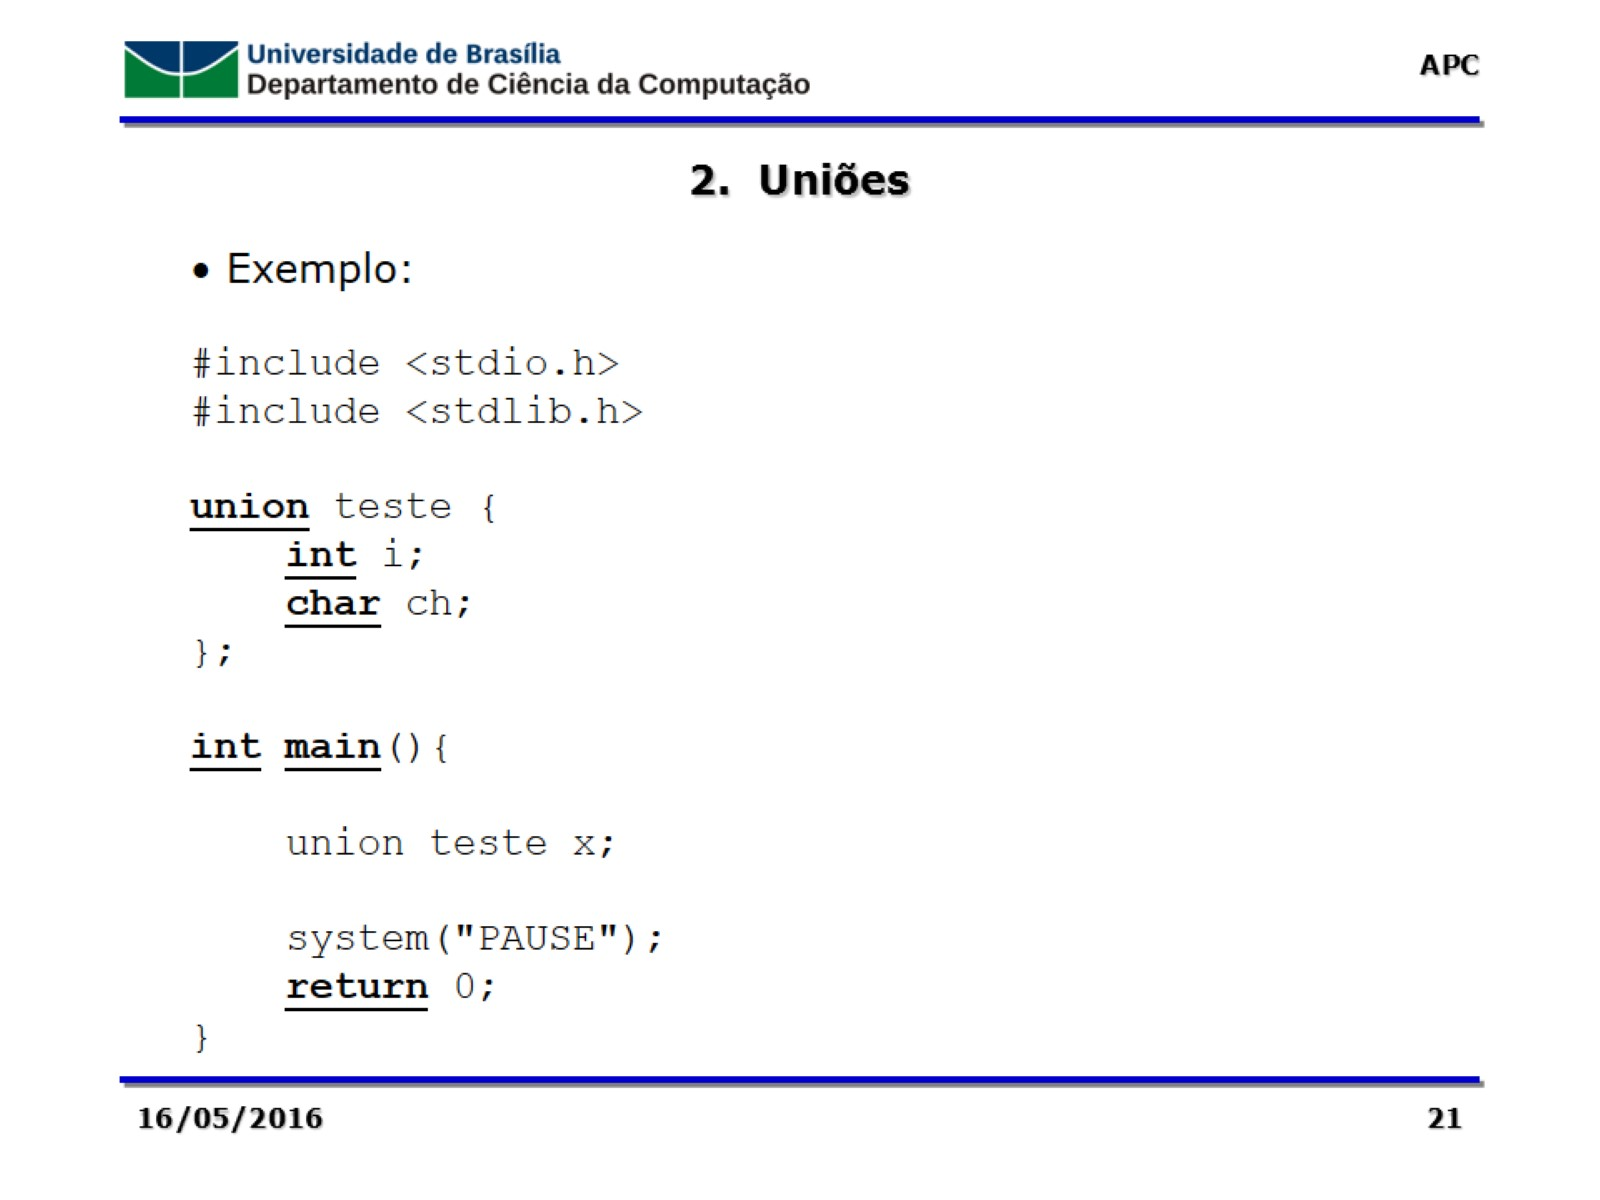 Universidade de Brasília
Departamento de Ciência da Computação
APC
2. Uniões
• Exemplo:
#include <stdio.h>
#include <stdlib.h>
union teste {
int i;
char ch;
};
int main(){
union teste x;
system("PAUSE");
return 0;
}
16/05/2016
21